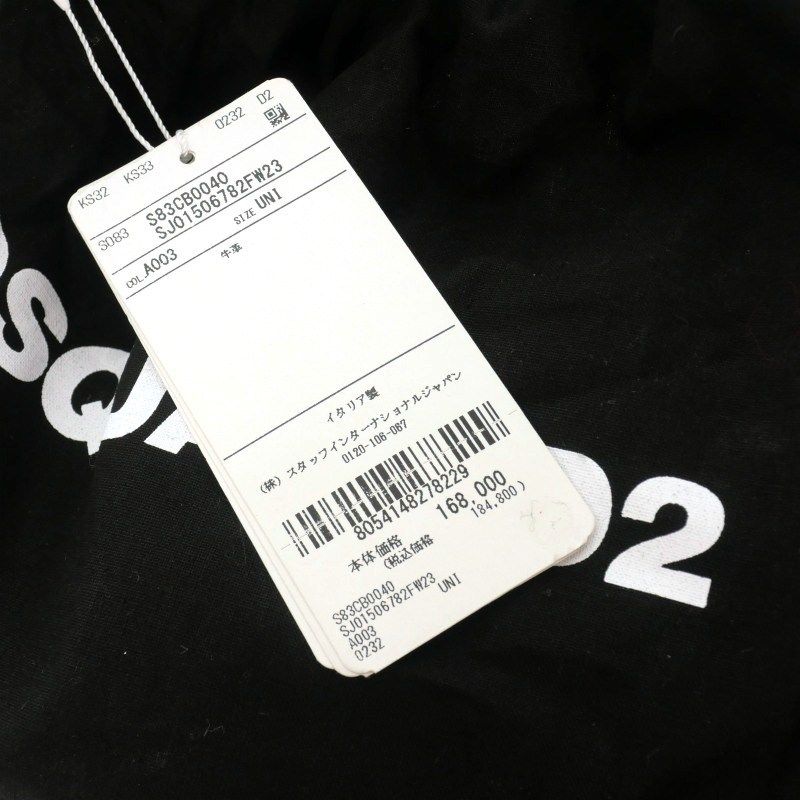 KS32 KS33 0232 D2
S083 S83CB0040
SJ01506782FW23
COL. A003 SIZE UNI
牛革
イタリア製
(株) スタッフインターナショナルジャパン
0120-106-067
8054148278229
本体価格 168,000
(税込価格 184,800)
S83CB0040
SJ01506782FW23 UNI
A003
0232
DSQ
D2